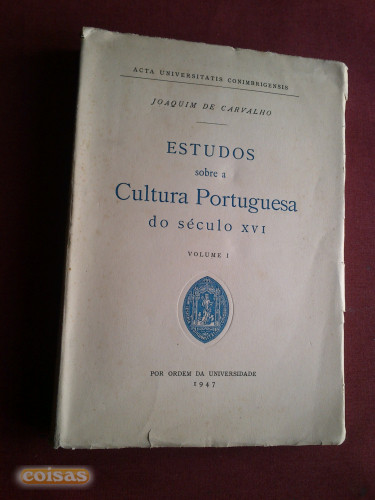 ACTA UNIVERSITATIS CONIMBRIGENSIS
JOAQUIM DE CARVALHO
ESTUDOS
sobre a
Cultura Portuguesa
do século XVI
VOLUME I
POR ORDEM DA UNIVERSIDADE
1947
coisas